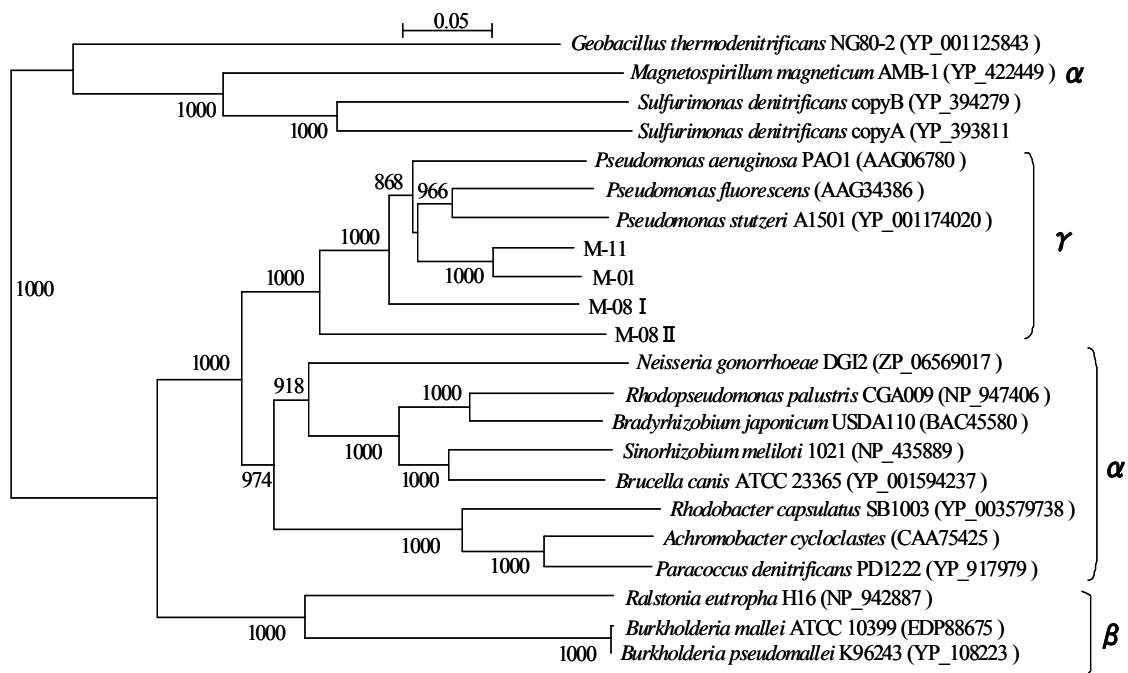 0.05
Geobacillus thermodenitrificans NG80-2 (YP_001125843 )
Magnetospirillum magneticum AMB-1 (YP_422449 ) α
1000
Sulfurimonas denitrificans copyB (YP_394279 )
1000
Sulfurimonas denitrificans copyA (YP_393811
Pseudomonas aeruginosa PAO1 (AAG06780 )
868
966
Pseudomonas fluorescens (AAG34386 )
Pseudomonas stutzeri A1501 (YP_001174020 )
γ
1000
M-11
1000
M-01
1000
1000
M-08 Ⅰ
M-08 Ⅱ
1000
Neisseria gonorrhoeae DGI2 (ZP_06569017 )
918
1000
Rhodopseudomonas palustris CGA009 (NP_947406 )
Bradyrhizobium japonicum USDA110 (BAC45580 )
1000
Sinorhizobium meliloti 1021 (NP_435889 )
α
974
1000
Brucella canis ATCC 23365 (YP_001594237 )
Rhodobacter capsulatus SB1003 (YP_003579738 )
1000
Achromobacter cycloclastes (CAA75425 )
1000
Paracoccus denitrificans PD1222 (YP_917979 )
Ralstonia eutropha H16 (NP_942887 )
1000
Burkholderia mallei ATCC 10399 (EDP88675 )
β
1000
Burkholderia pseudomallei K96243 (YP_108223 )